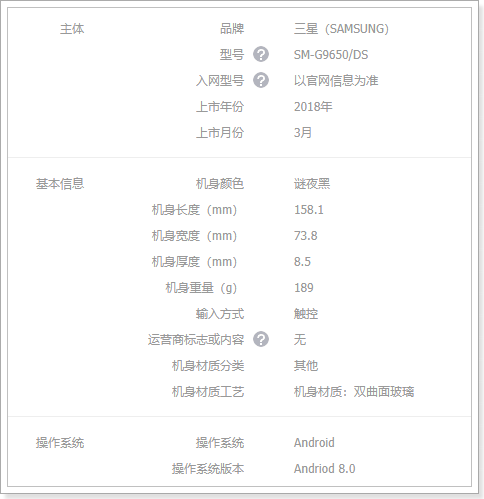 主体 品牌 三星（SAMSUNG）
型号 ? SM-G9650/DS
入网型号 ? 以官网信息为准
上市年份 2018年
上市月份 3月
基本信息 机身颜色 谜夜黑
机身长度（mm） 158.1
机身宽度（mm） 73.8
机身厚度（mm） 8.5
机身重量（g） 189
输入方式 触控
运营商标志或内容 ? 无
机身材质分类 其他
机身材质工艺 机身材质：双曲面玻璃
操作系统 操作系统 Android
操作系统版本 Andriod 8.0